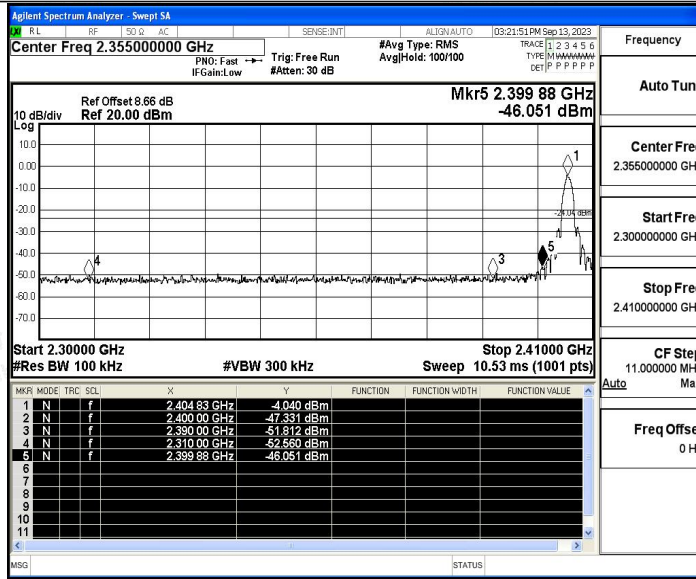 Agilent Spectrum Analyzer - Swept SA
RL RF 50 Ω AC SENSE:INT ALIGNAUTO 03:21:51 PM Sep 13, 2023
Center Freq 2.355000000 GHz
PNO: Fast
IFGain:Low
Trig: Free Run
#Atten: 30 dB
#Avg Type: RMS
Avg|Hold: 100/100
TRACE 1 2 3 4 5 6
TYPE M
DET P P P P P P
Frequency
Auto Tun
Ref Offset 8.66 dB
10 dB/div Ref 20.00 dBm
Log
Mkr5 2.399 88 GHz
-46.051 dBm
10.0
0.00
-10.0
-20.0
-30.0
-40.0
-50.0
-60.0
-70.0
1
-24.04 dBm
5
3
4
Center Fre
2.355000000 GH
Start Fre
2.300000000 GH
Stop Fre
2.410000000 GH
Start 2.30000 GHz Stop 2.41000 GHz
#Res BW 100 kHz #VBW 300 kHz Sweep 10.53 ms (1001 pts)
CF Step
11.000000 MH
Auto Ma
Freq Offse
0 H
MKR MODE TRC SCL X Y FUNCTION FUNCTION WIDTH FUNCTION VALUE
1 N f 2.404 83 GHz -4.040 dBm
2 N f 2.400 00 GHz -47.331 dBm
3 N f 2.390 00 GHz -51.812 dBm
4 N f 2.310 00 GHz -52.560 dBm
5 N f 2.399 88 GHz -46.051 dBm
6
7
8
9
10
11
MSG STATUS